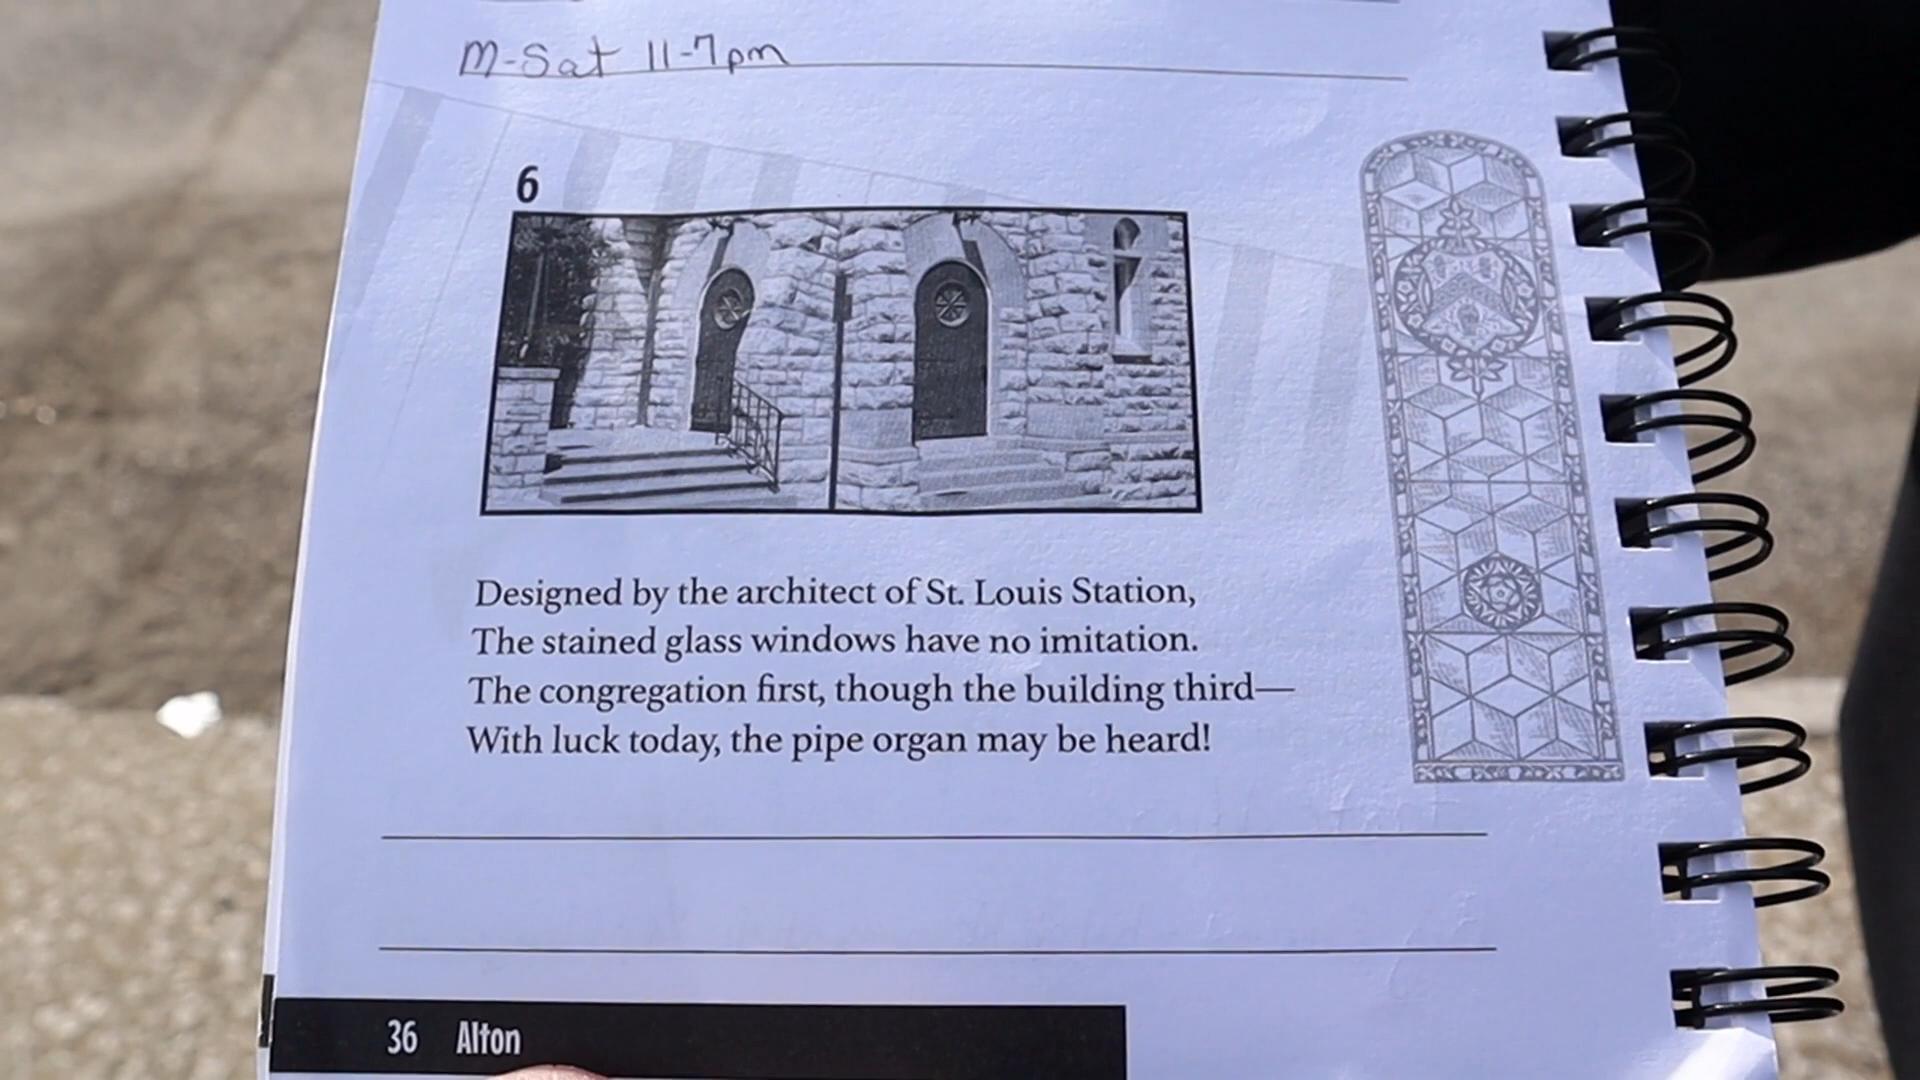 M-Sat 11-7pm
6
Designed by the architect of St. Louis Station,
The stained glass windows have no imitation.
The congregation first, though the building third—
With luck today, the pipe organ may be heard!
36 Alton